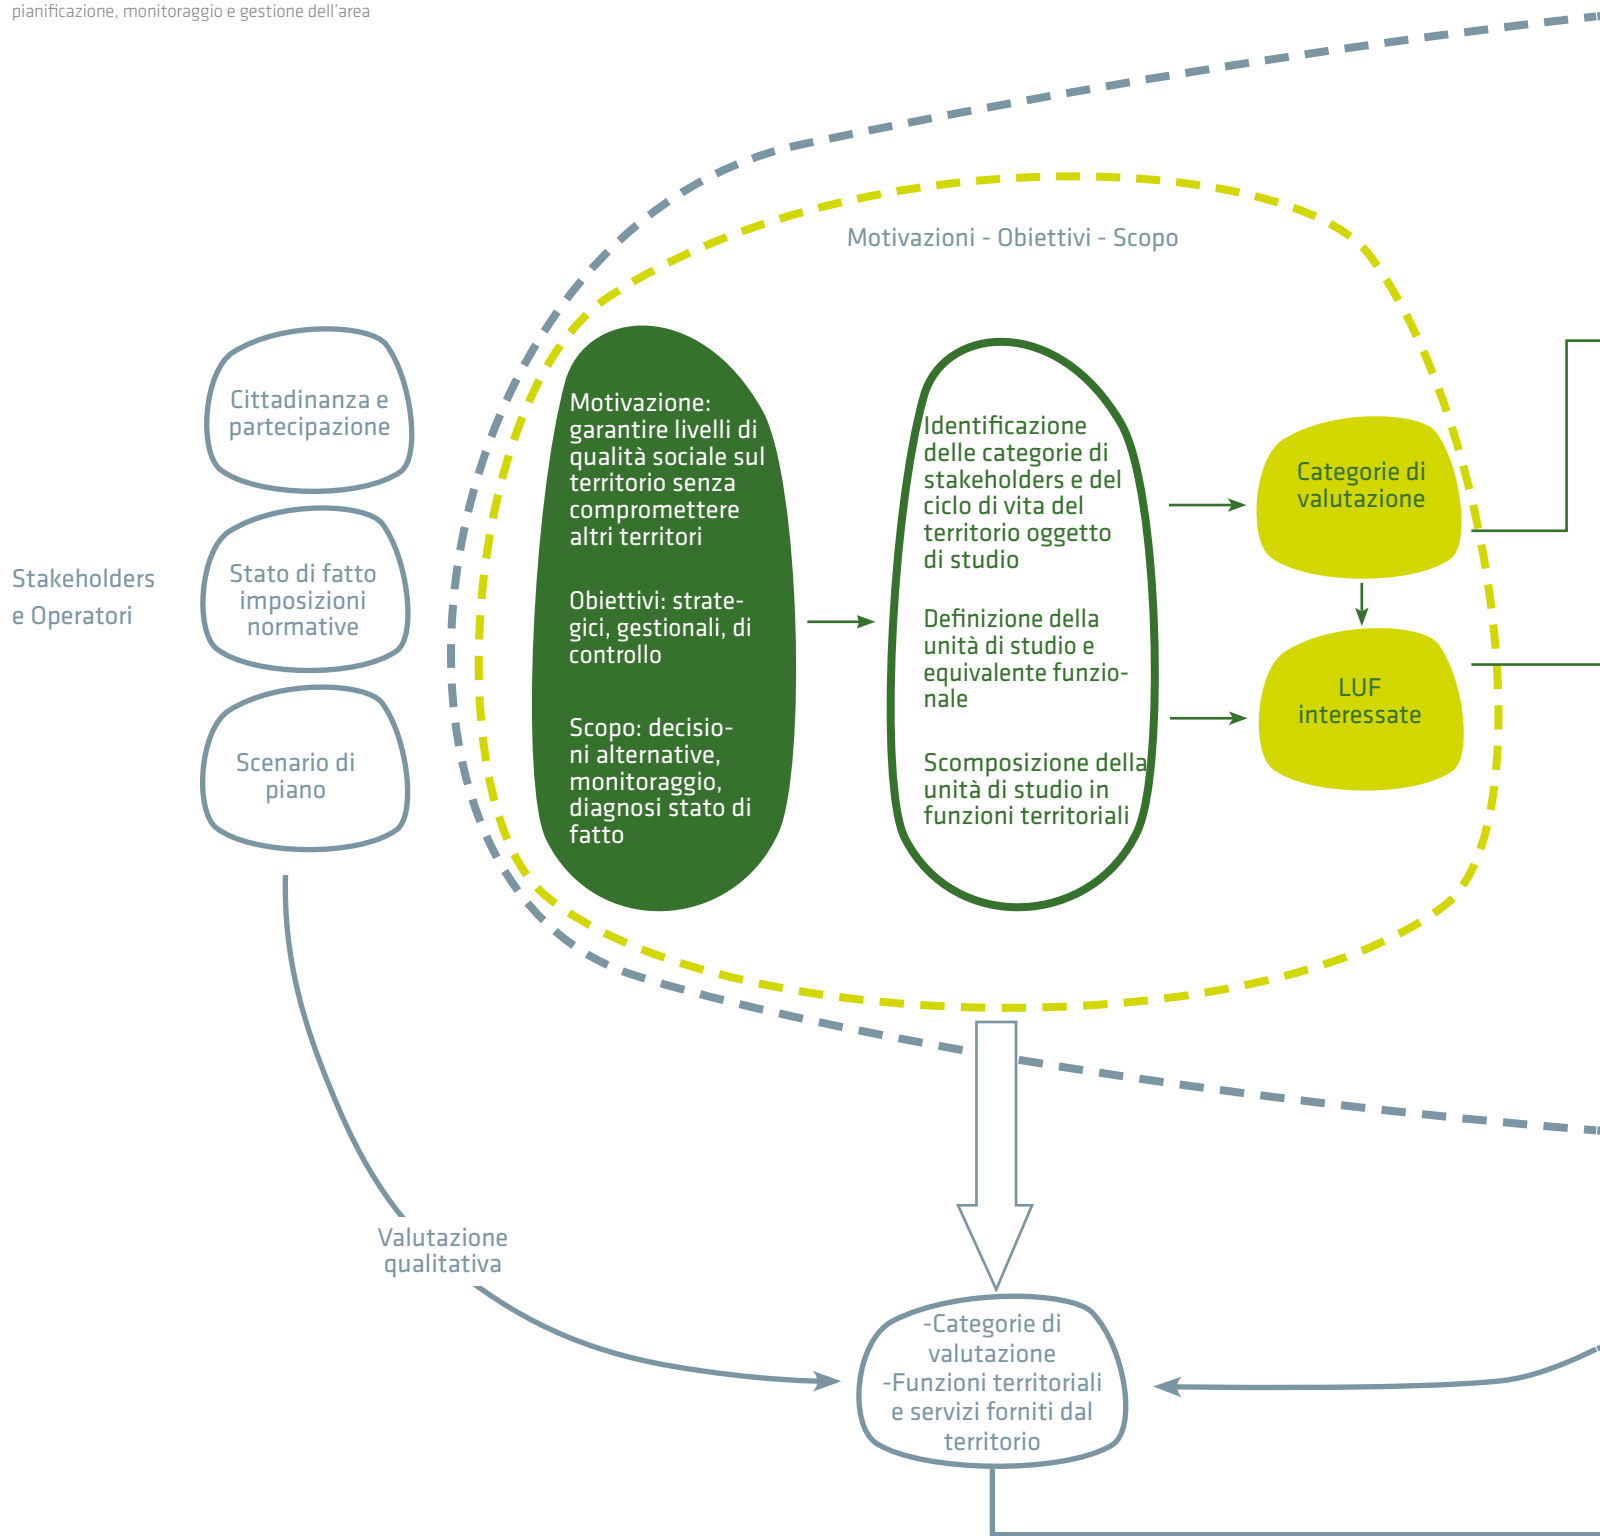 pianificazione, monitoraggio e gestione dell'area
Motivazioni - Obiettivi - Scopo
Stakeholders
e Operatori
Cittadinanza e
partecipazione
Stato di fatto
imposizioni
normative
Scenario di
piano
Motivazione:
garantire livelli di
qualità sociale sul
territorio senza
compromettere
altri territori
Obiettivi: strate-
gici, gestionali, di
controllo
Scopo: decisio-
ni alternative,
monitoraggio,
diagnosi stato di
fatto
Identificazione
delle categorie di
stakeholders e del
ciclo di vita del
territorio oggetto
di studio
Definizione della
unità di studio e
equivalente funzio-
nale
Scomposizione della
unità di studio in
funzioni territoriali
Categorie di
valutazione
LUF
interessate
Valutazione
qualitativa
-Categorie di
valutazione
-Funzioni territoriali
e servizi forniti dal
territorio